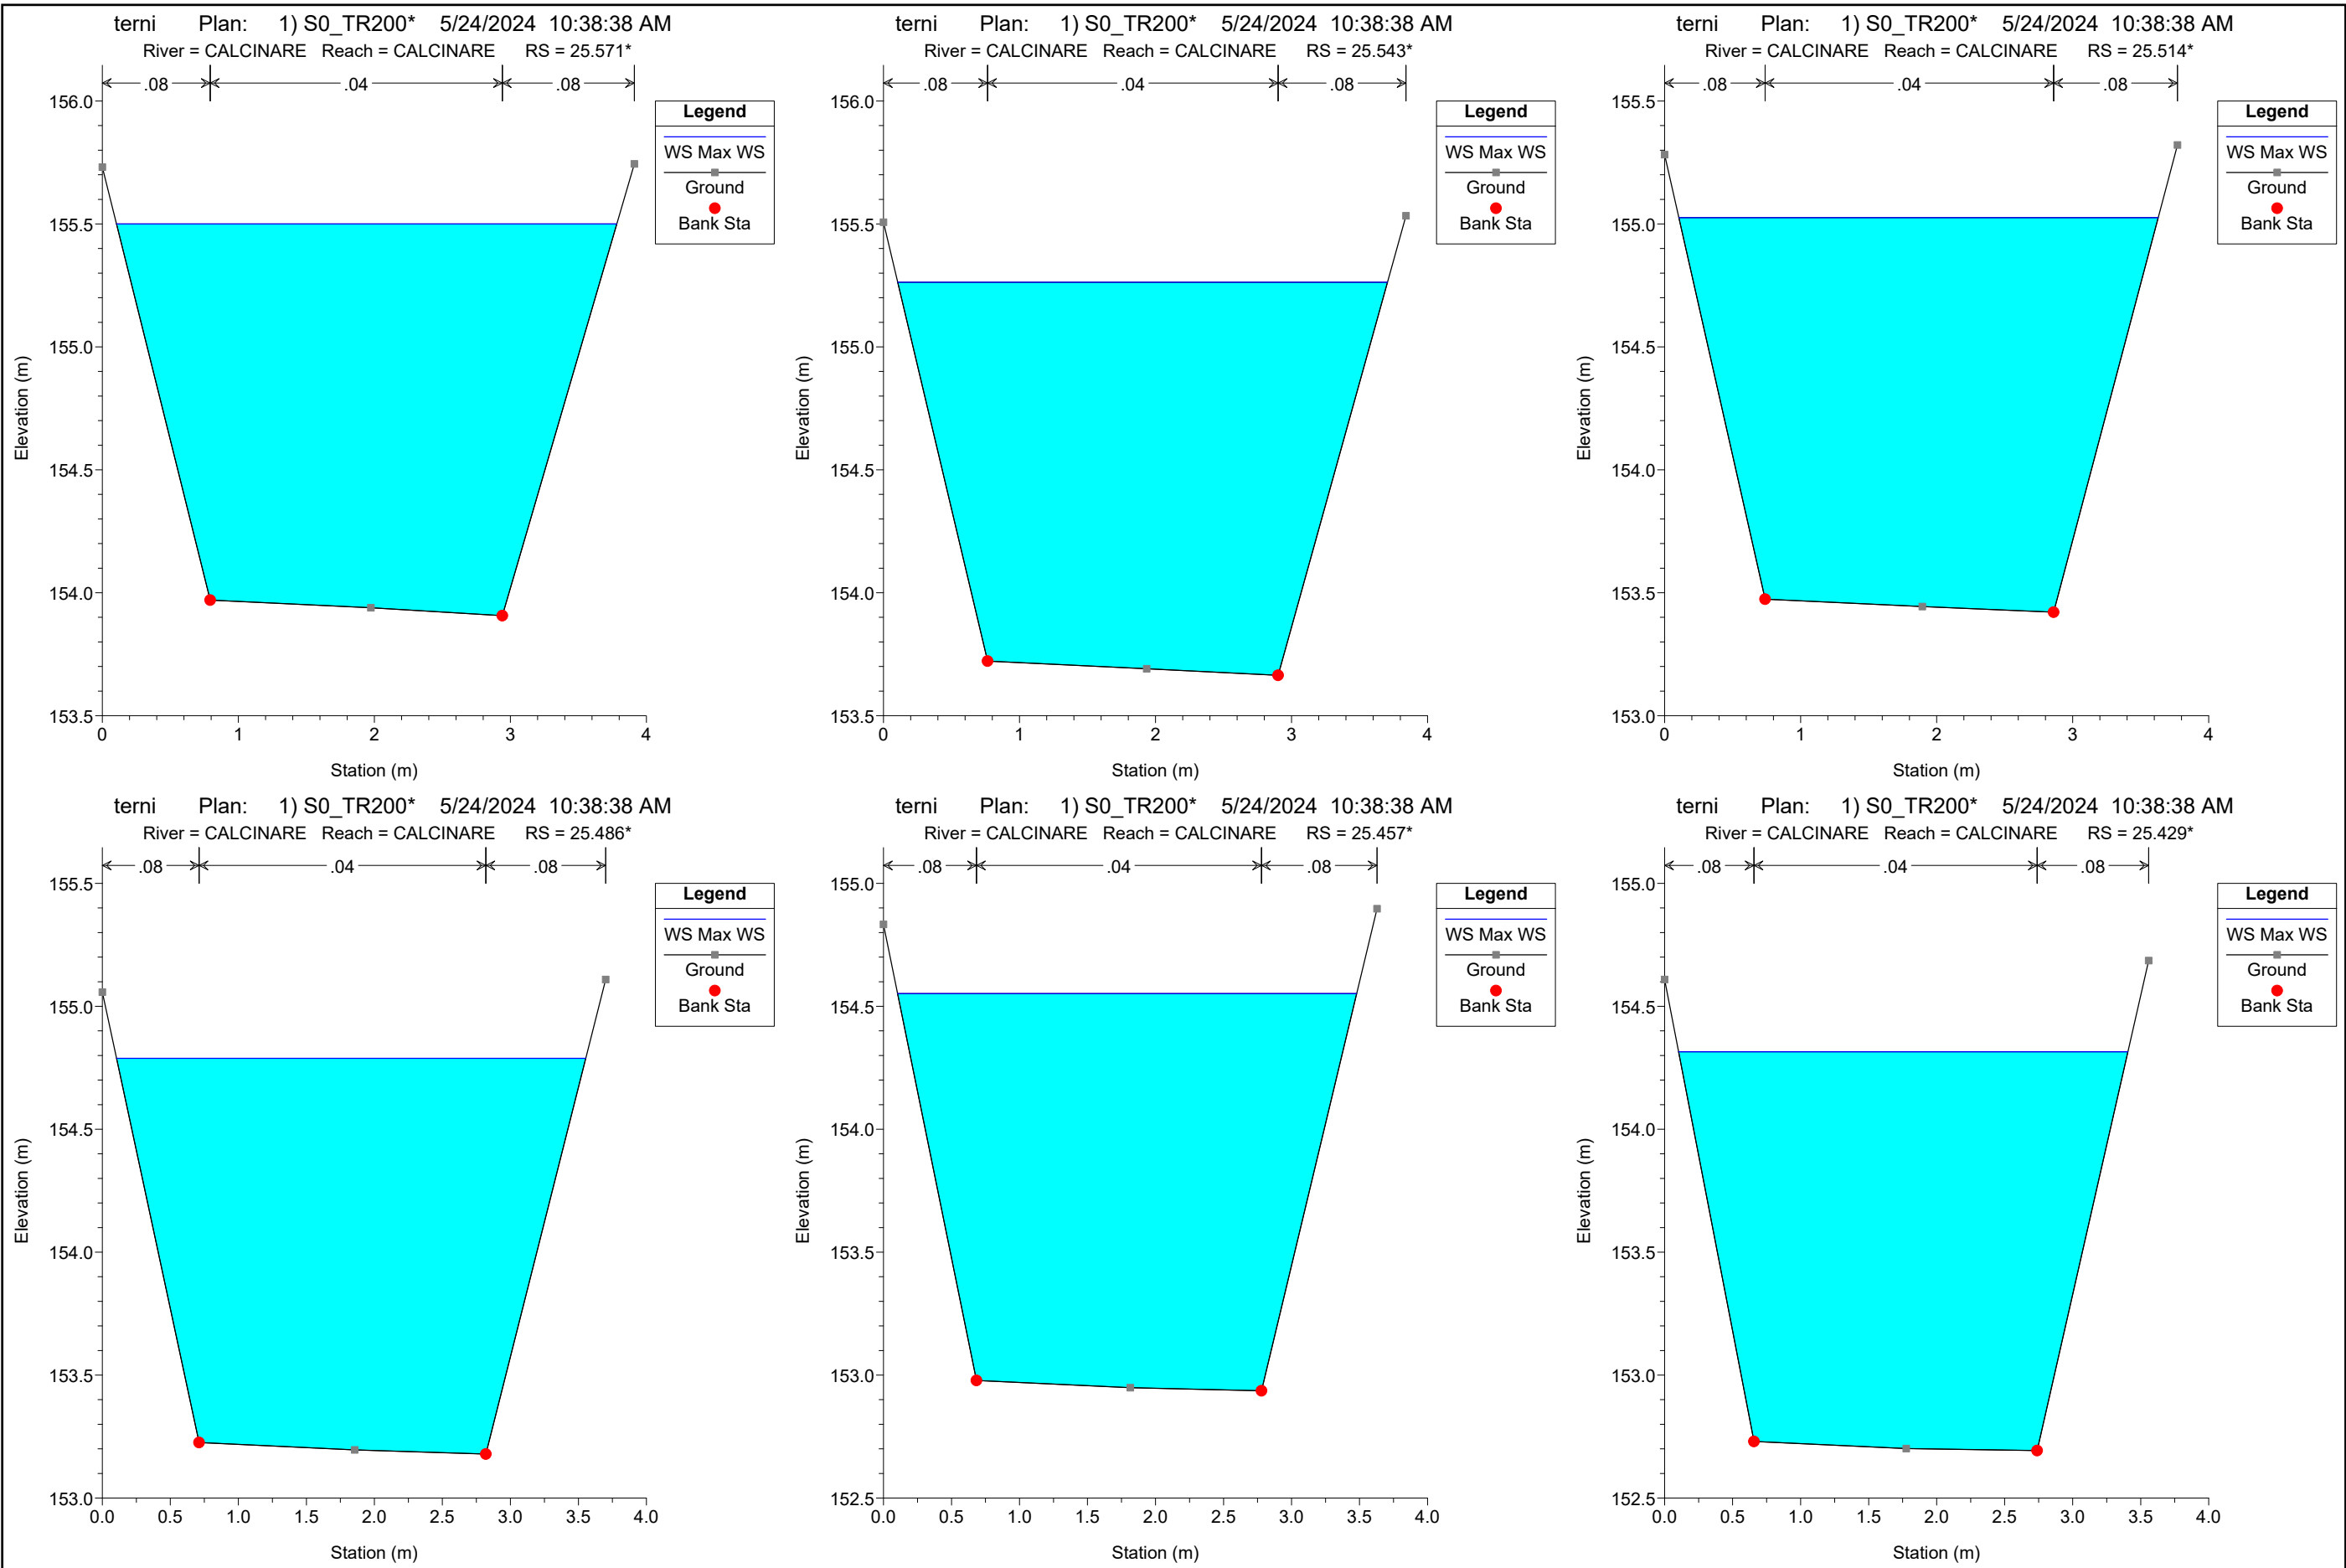 terni Plan: 1) S0_TR200* 5/24/2024 10:38:38 AM
River = CALCINARE Reach = CALCINARE RS = 25.571*
.08 .04 .08
156.0
155.5
155.0
154.5
154.0
153.5
0 1 2 3 4
Station (m)
Elevation (m)
Legend
WS Max WS
Ground
Bank Sta
terni Plan: 1) S0_TR200* 5/24/2024 10:38:38 AM
River = CALCINARE Reach = CALCINARE RS = 25.543*
.08 .04 .08
156.0
155.5
155.0
154.5
154.0
153.5
0 1 2 3 4
Station (m)
Elevation (m)
Legend
WS Max WS
Ground
Bank Sta
terni Plan: 1) S0_TR200* 5/24/2024 10:38:38 AM
River = CALCINARE Reach = CALCINARE RS = 25.514*
.08 .04 .08
155.5
155.0
154.5
154.0
153.5
153.0
0 1 2 3 4
Station (m)
Elevation (m)
Legend
WS Max WS
Ground
Bank Sta
terni Plan: 1) S0_TR200* 5/24/2024 10:38:38 AM
River = CALCINARE Reach = CALCINARE RS = 25.486*
.08 .04 .08
155.5
155.0
154.5
154.0
153.5
153.0
0.0 0.5 1.0 1.5 2.0 2.5 3.0 3.5 4.0
Station (m)
Elevation (m)
Legend
WS Max WS
Ground
Bank Sta
terni Plan: 1) S0_TR200* 5/24/2024 10:38:38 AM
River = CALCINARE Reach = CALCINARE RS = 25.457*
.08 .04 .08
155.0
154.5
154.0
153.5
153.0
152.5
0.0 0.5 1.0 1.5 2.0 2.5 3.0 3.5 4.0
Station (m)
Elevation (m)
Legend
WS Max WS
Ground
Bank Sta
terni Plan: 1) S0_TR200* 5/24/2024 10:38:38 AM
River = CALCINARE Reach = CALCINARE RS = 25.429*
.08 .04 .08
155.0
154.5
154.0
153.5
153.0
152.5
0.0 0.5 1.0 1.5 2.0 2.5 3.0 3.5 4.0
Station (m)
Elevation (m)
Legend
WS Max WS
Ground
Bank Sta